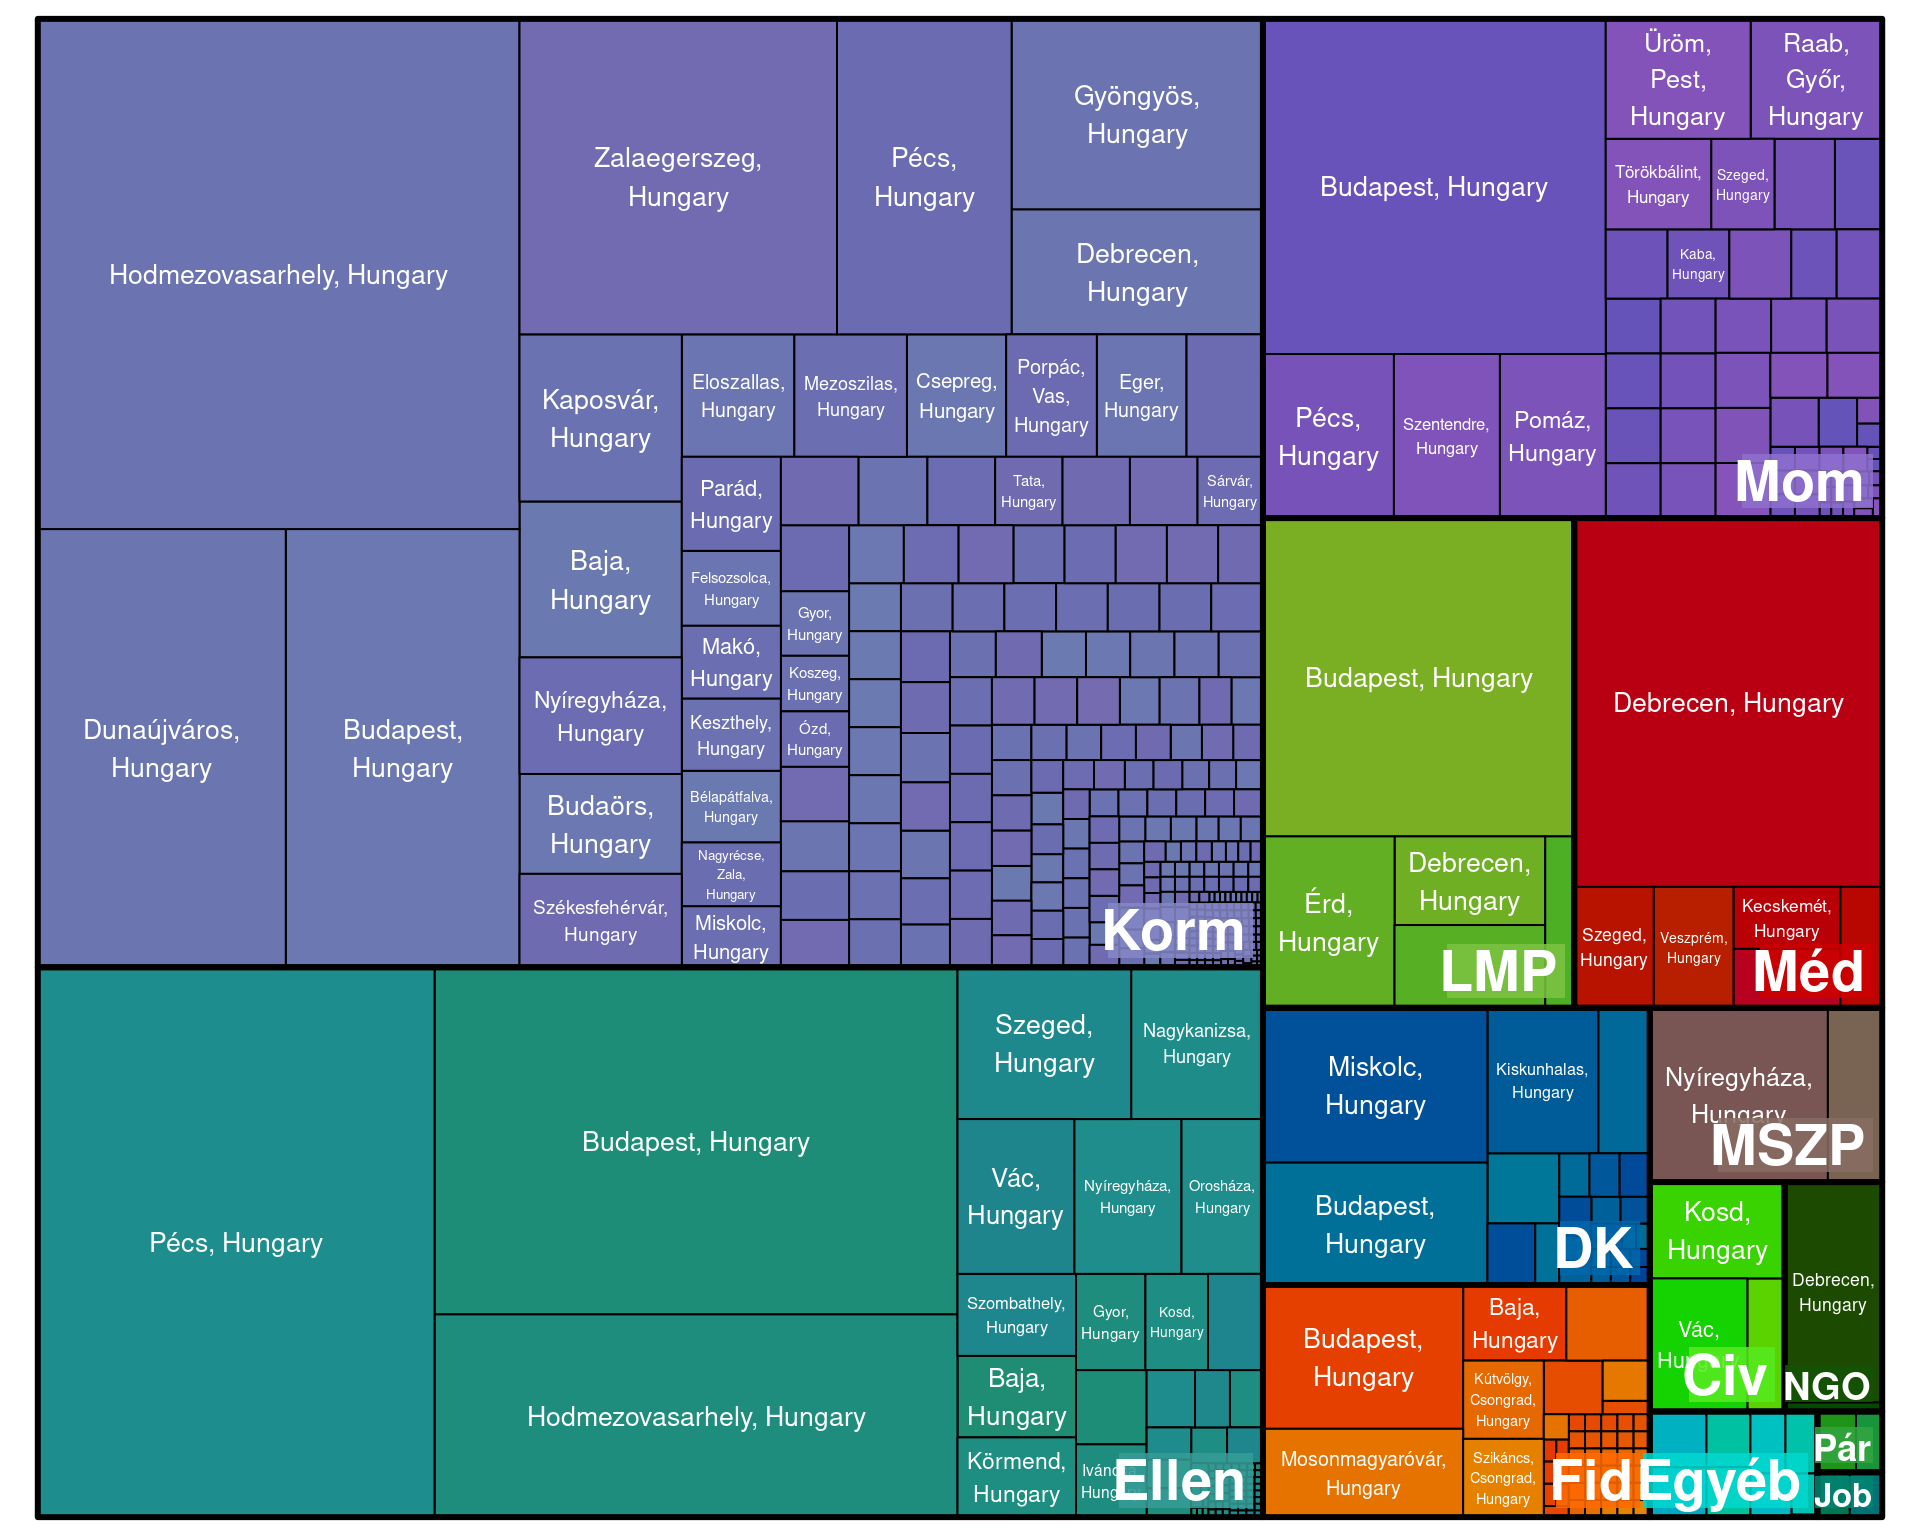 Hodmezovasarhely, Hungary
Zalaegerszeg,
Hungary
Pécs,
Hungary
Gyöngyös,
Hungary
Debrecen,
Hungary
Dunaújváros,
Hungary
Budapest,
Hungary
Kaposvár,
Hungary
Baja,
Hungary
Nyíregyháza,
Hungary
Budaörs,
Hungary
Székesfehérvár,
Hungary
Eloszallas,
Hungary
Mezoszilas,
Hungary
Csepreg,
Hungary
Porpác,
Vas,
Hungary
Eger,
Hungary
Parád,
Hungary
Felsozsolca,
Hungary
Makó,
Hungary
Keszthely,
Hungary
Bélapátfalva,
Hungary
Nagyrécse,
Zala,
Hungary
Miskolc,
Hungary
Tata,
Hungary
Sárvár,
Hungary
Gyor,
Hungary
Koszeg,
Hungary
Ózd,
Hungary
Korm
Budapest, Hungary
Üröm,
Pest,
Hungary
Raab,
Győr,
Hungary
Törökbálint,
Hungary
Szeged,
Hungary
Kaba,
Hungary
Pécs,
Hungary
Szentendre,
Hungary
Pomáz,
Hungary
Mom
Budapest, Hungary
Érd,
Hungary
Debrecen,
Hungary
LMP
Debrecen, Hungary
Szeged,
Hungary
Veszprém,
Hungary
Kecskemét,
Hungary
Méd
Pécs, Hungary
Budapest, Hungary
Hodmezovasarhely, Hungary
Szeged,
Hungary
Nagykanizsa,
Hungary
Vác,
Hungary
Nyíregyháza,
Hungary
Orosháza,
Hungary
Szombathely,
Hungary
Gyor,
Hungary
Kosd,
Hungary
Baja,
Hungary
Körmend,
Hungary
Ellen
Miskolc,
Hungary
Kiskunhalas,
Hungary
Budapest,
Hungary
DK
Nyíregyháza,
Hungary
MSZP
Kosd,
Hungary
Vác,
Civ
Debrecen,
Hungary
NGO
Budapest,
Hungary
Baja,
Hungary
Kútvölgy,
Csongrad,
Hungary
Mosonmagyaróvár,
Hungary
Szikáncs,
Csongrad,
Hungary
Fid
Egyéb
Pár
Job